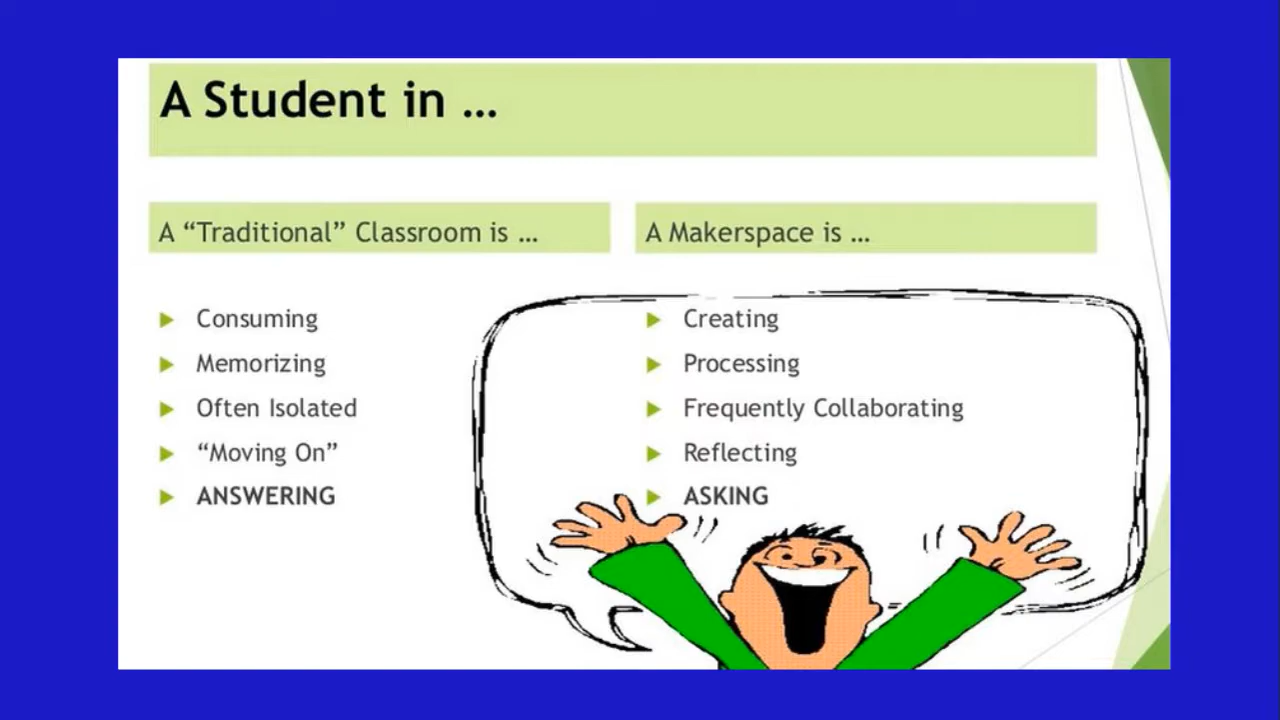 A Student in …
A “Traditional” Classroom is …
Consuming
Memorizing
Often Isolated
“Moving On”
ANSWERING
A Makerspace is …
Creating
Processing
Frequently Collaborating
Reflecting
ASKING